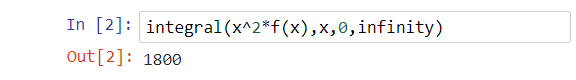 In [2]: integral(x^2*f(x),x,0,infinity)
Out[2]: 1800